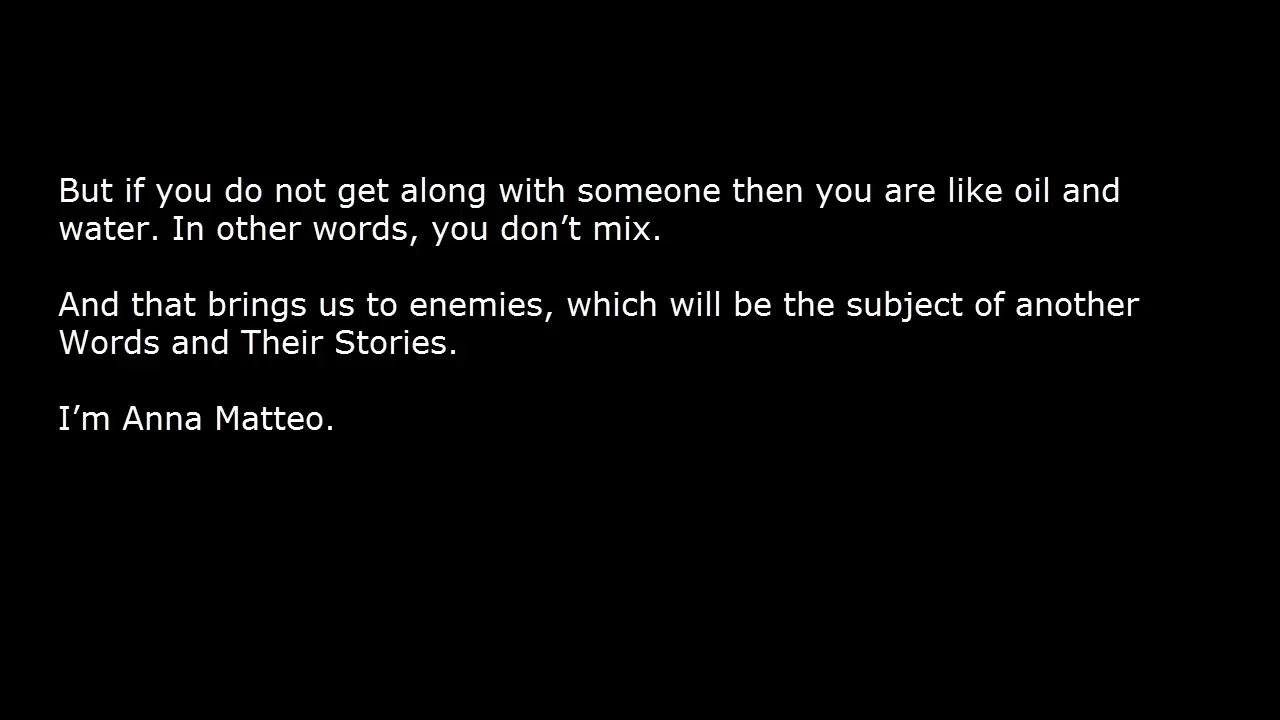 But if you do not get along with someone then you are like oil and
water. In other words, you don’t mix.
And that brings us to enemies, which will be the subject of another
Words and Their Stories.
I’m Anna Matteo.